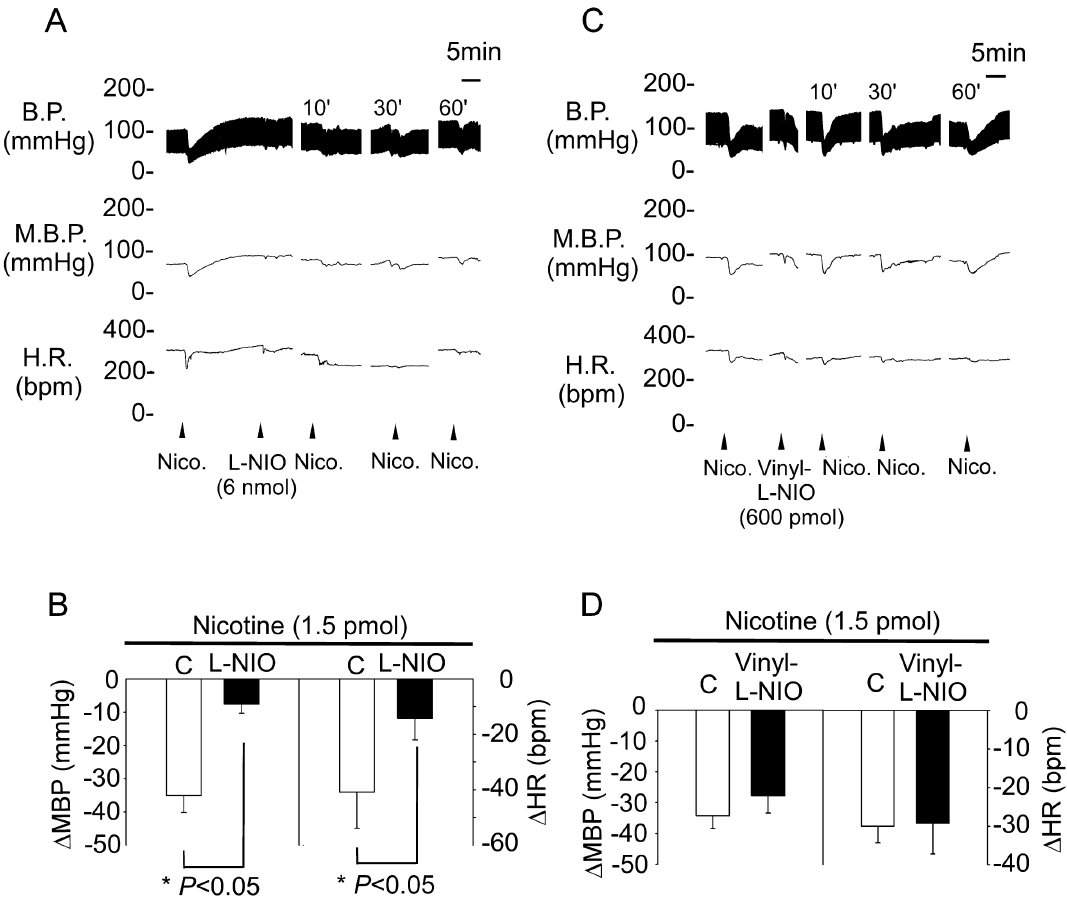 A
5min
200-
10' 30' 60'
B.P.
(mmHg)
100-
0-
200-
M.B.P.
(mmHg)
100-
0-
400-
H.R.
(bpm)
200-
0-
Nico. L-NIO Nico. Nico. Nico.
(6 nmol)
C
5min
200-
10' 30' 60'
B.P.
(mmHg)
100-
0-
200-
M.B.P.
(mmHg)
100-
0-
400-
H.R.
(bpm)
200-
0-
Nico. Vinyl- Nico. Nico. Nico.
L-NIO
(600 pmol)
B
Nicotine (1.5 pmol)
C L-NIO C L-NIO
0
-10
-20
-30
-40
-50
ΔMBP (mmHg)
0
-20
-40
-60
ΔHR (bpm)
* P<0.05 * P<0.05
D
Nicotine (1.5 pmol)
C Vinyl- C Vinyl-
L-NIO L-NIO
0
-10
-20
-30
-40
-50
ΔMBP (mmHg)
0
-10
-20
-30
-40
ΔHR (bpm)